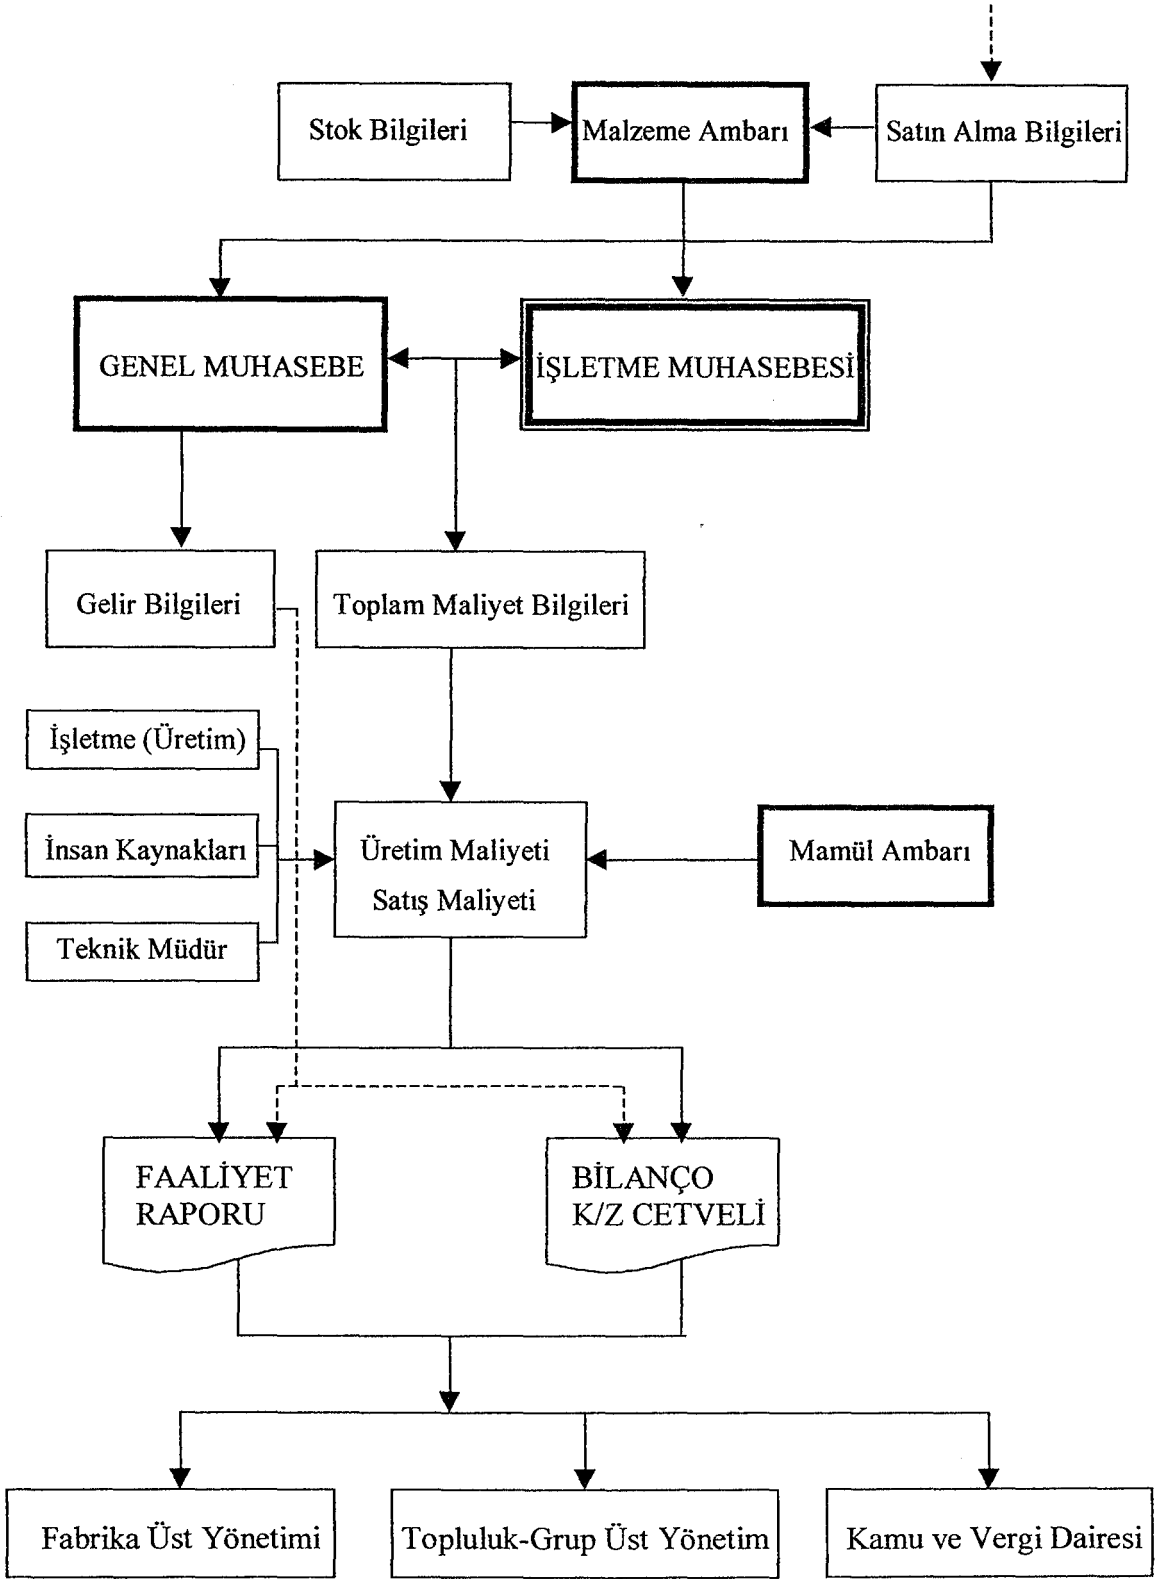 Stok Bilgileri
Malzeme Ambarı
Satın Alma Bilgileri
GENEL MUHASEBE
İŞLETME MUHASEBESİ
Gelir Bilgileri
Toplam Maliyet Bilgileri
İşletme (Üretim)
İnsan Kaynakları
Teknik Müdür
Üretim Maliyeti
Satış Maliyeti
Mamül Ambarı
FAALİYET
RAPORU
BİLANÇO
K/Z CETVELİ
Fabrika Üst Yönetimi
Topluluk-Grup Üst Yönetim
Kamu ve Vergi Dairesi